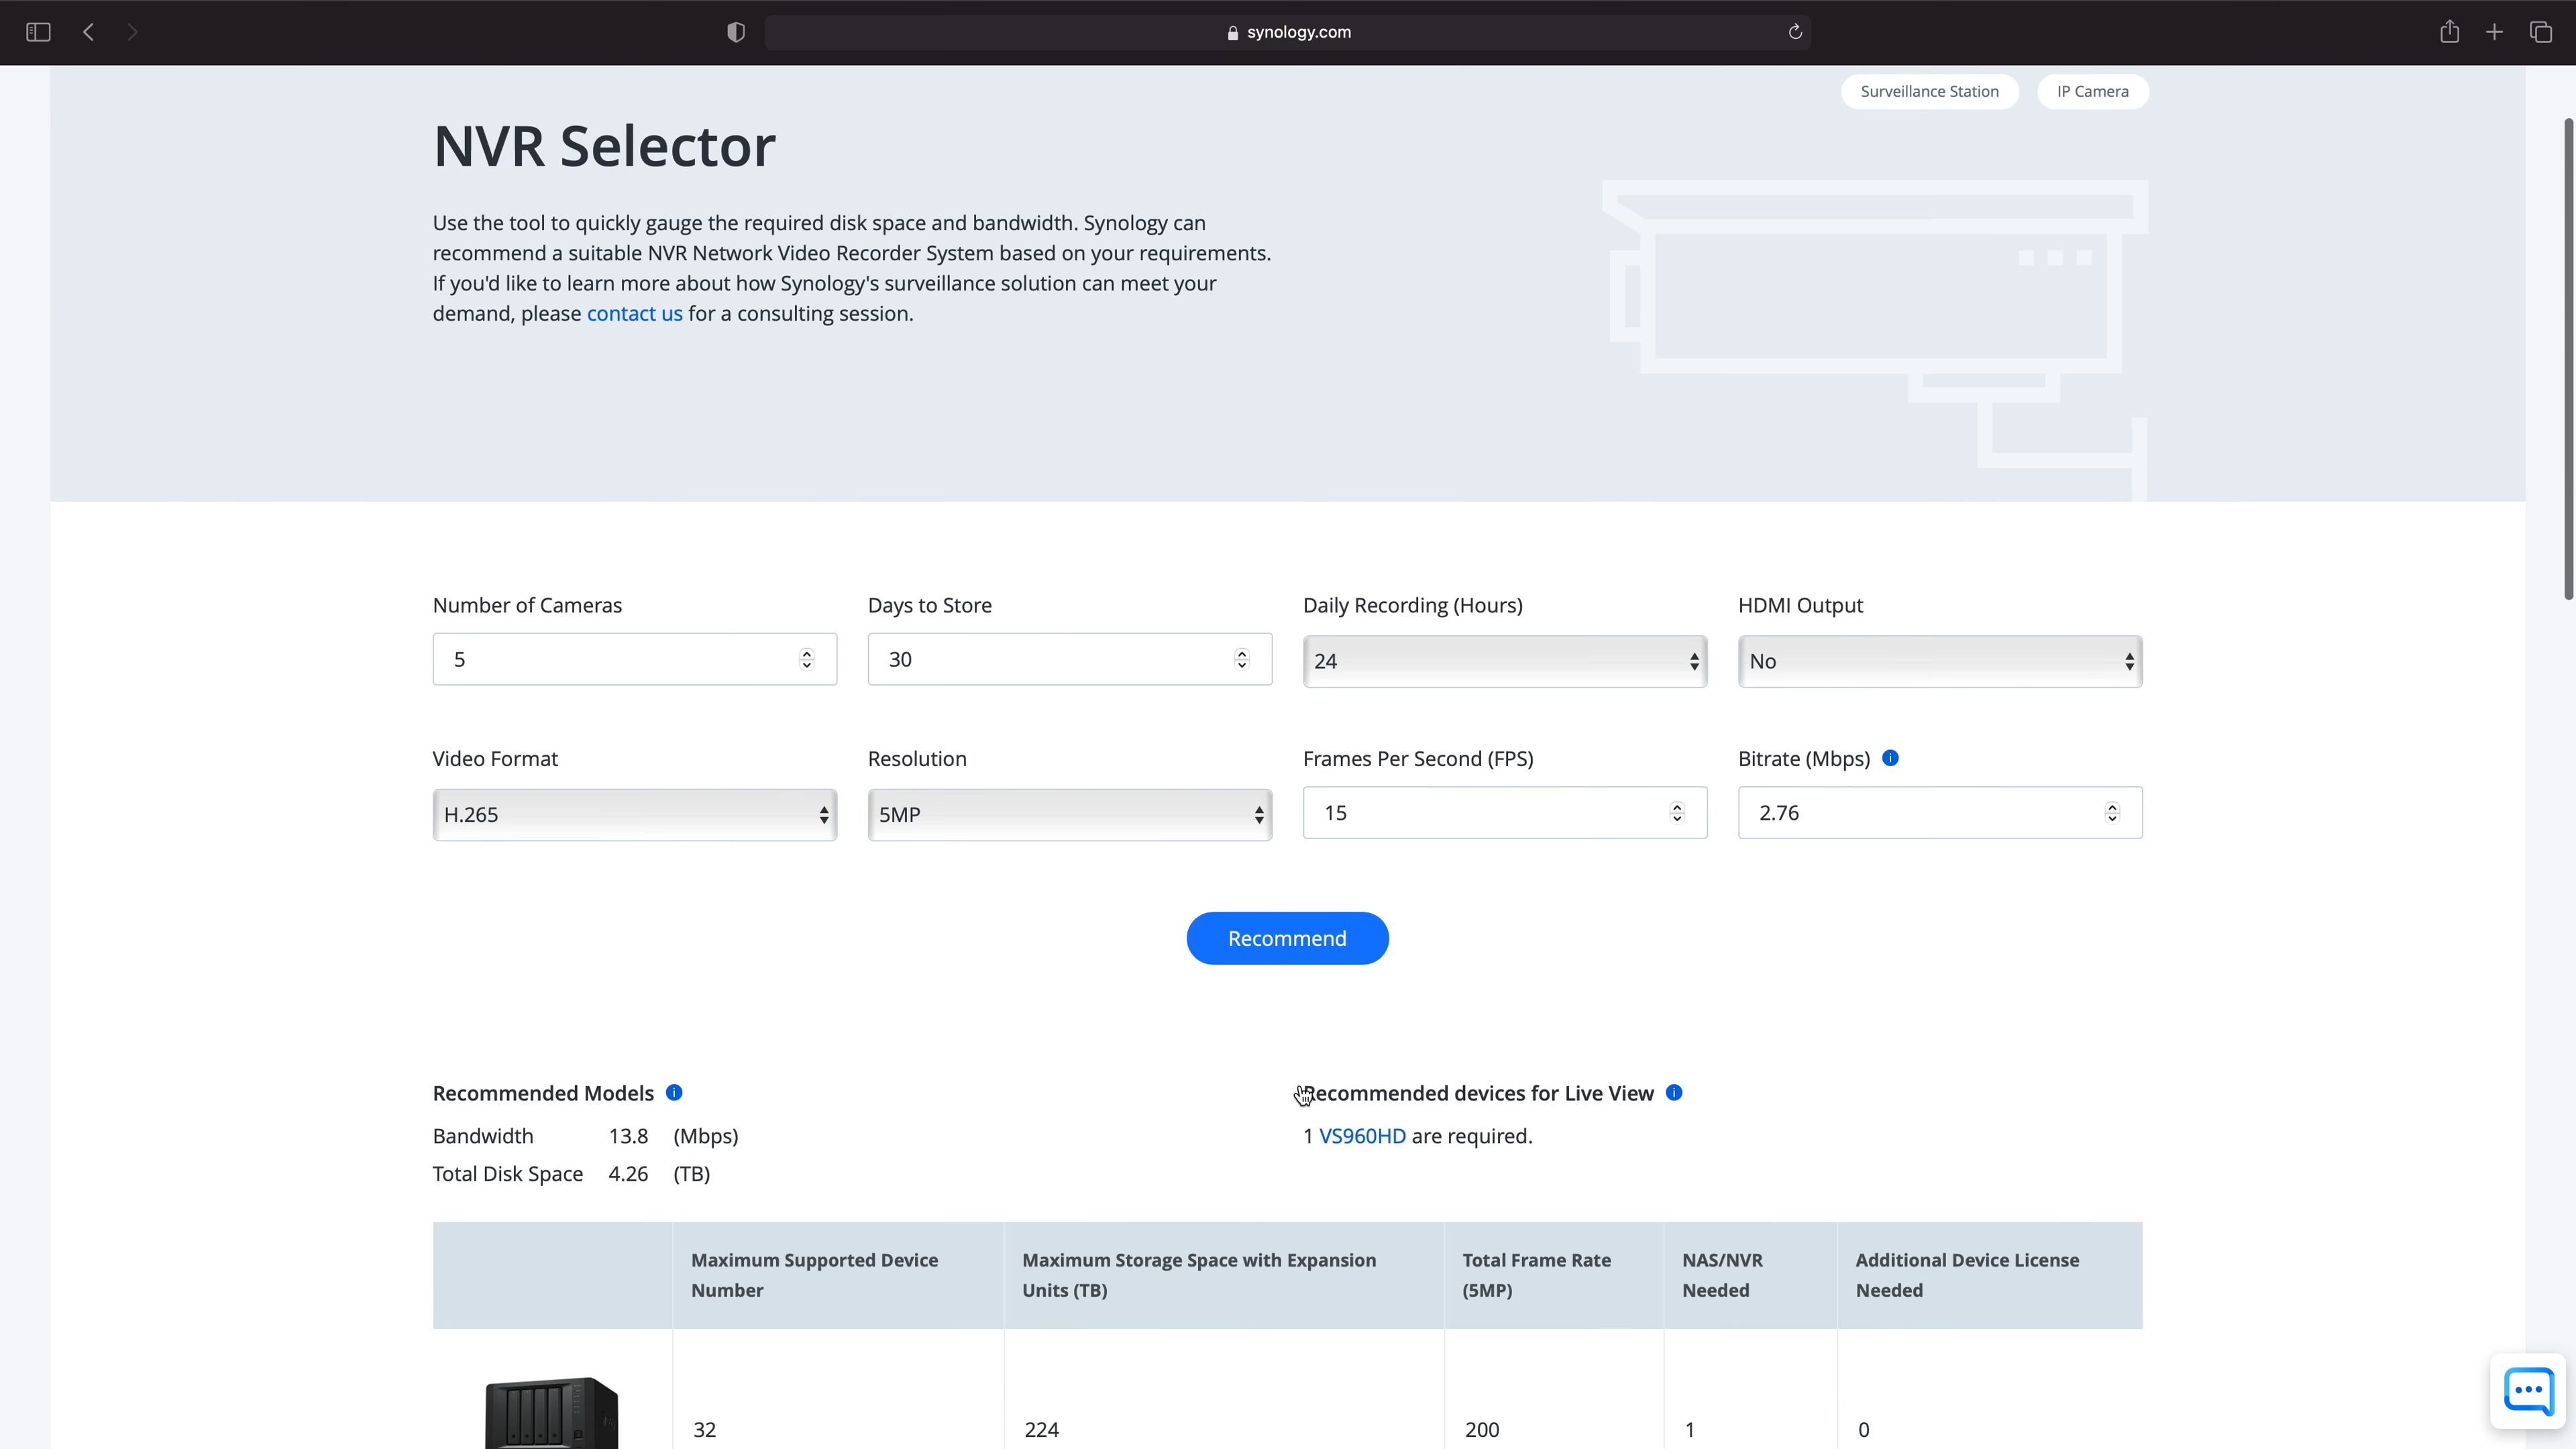 synology.com
Surveillance Station
IP Camera
NVR Selector
Use the tool to quickly gauge the required disk space and bandwidth. Synology can
recommend a suitable NVR Network Video Recorder System based on your requirements.
If you'd like to learn more about how Synology's surveillance solution can meet your
demand, please contact us for a consulting session.
Number of Cameras
Days to Store
Daily Recording (Hours)
HDMI Output
5
30
24
No
Video Format
Resolution
Frames Per Second (FPS)
Bitrate (Mbps)
H.265
5MP
15
2.76
Recommend
Recommended Models
Recommended devices for Live View
Bandwidth 13.8 (Mbps)
1 VS960HD are required.
Total Disk Space 4.26 (TB)
Maximum Supported Device
Number
Maximum Storage Space with Expansion
Units (TB)
Total Frame Rate
(5MP)
NAS/NVR
Needed
Additional Device License
Needed
32
224
200
1
0